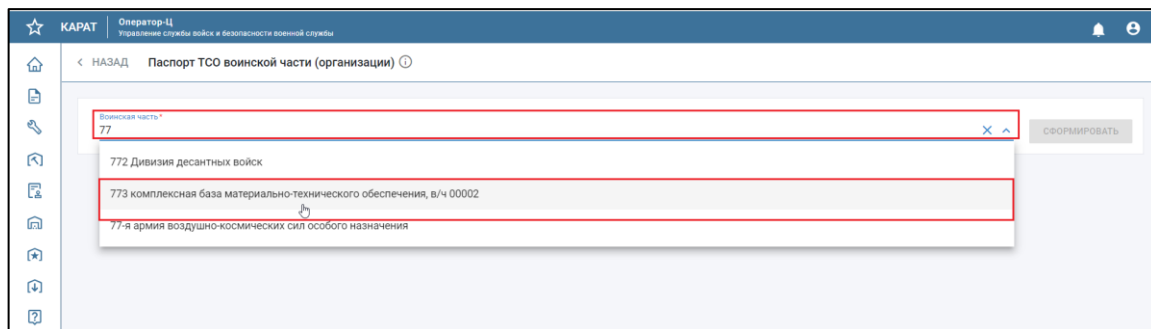 КАРАТ
Оператор-Ц
Управление службы войск и безопасности военной службы
НАЗАД Паспорт ТСО воинской части (организации)
Воинская часть*
77
СФОРМИРОВАТЬ
772 Дивизия десантных войск
773 комплексная база материально-технического обеспечения, в/ч 00002
77-я армия воздушно-космических сил особого назначения